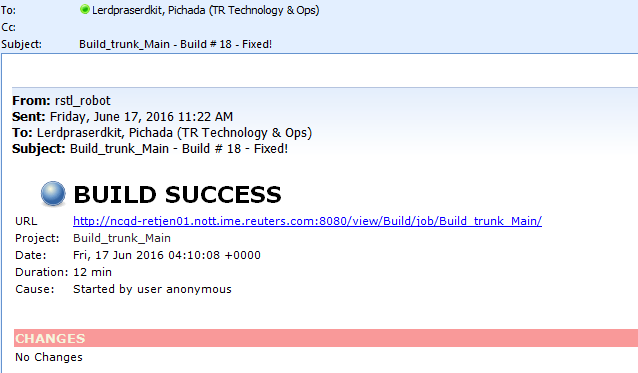 To: Lerdpraserdkit, Pichada (TR Technology & Ops)
Cc:
Subject: Build_trunk_Main - Build # 18 - Fixed!
From: rstl_robot
Sent: Friday, June 17, 2016 11:22 AM
To: Lerdpraserdkit, Pichada (TR Technology & Ops)
Subject: Build_trunk_Main - Build # 18 - Fixed!
BUILD SUCCESS
URL http://ncqd-retjen01.nott.ime.reuters.com:8080/view/Build/job/Build_trunk_Main/
Project: Build_trunk_Main
Date: Fri, 17 Jun 2016 04:10:08 +0000
Duration: 12 min
Cause: Started by user anonymous
CHANGES
No Changes